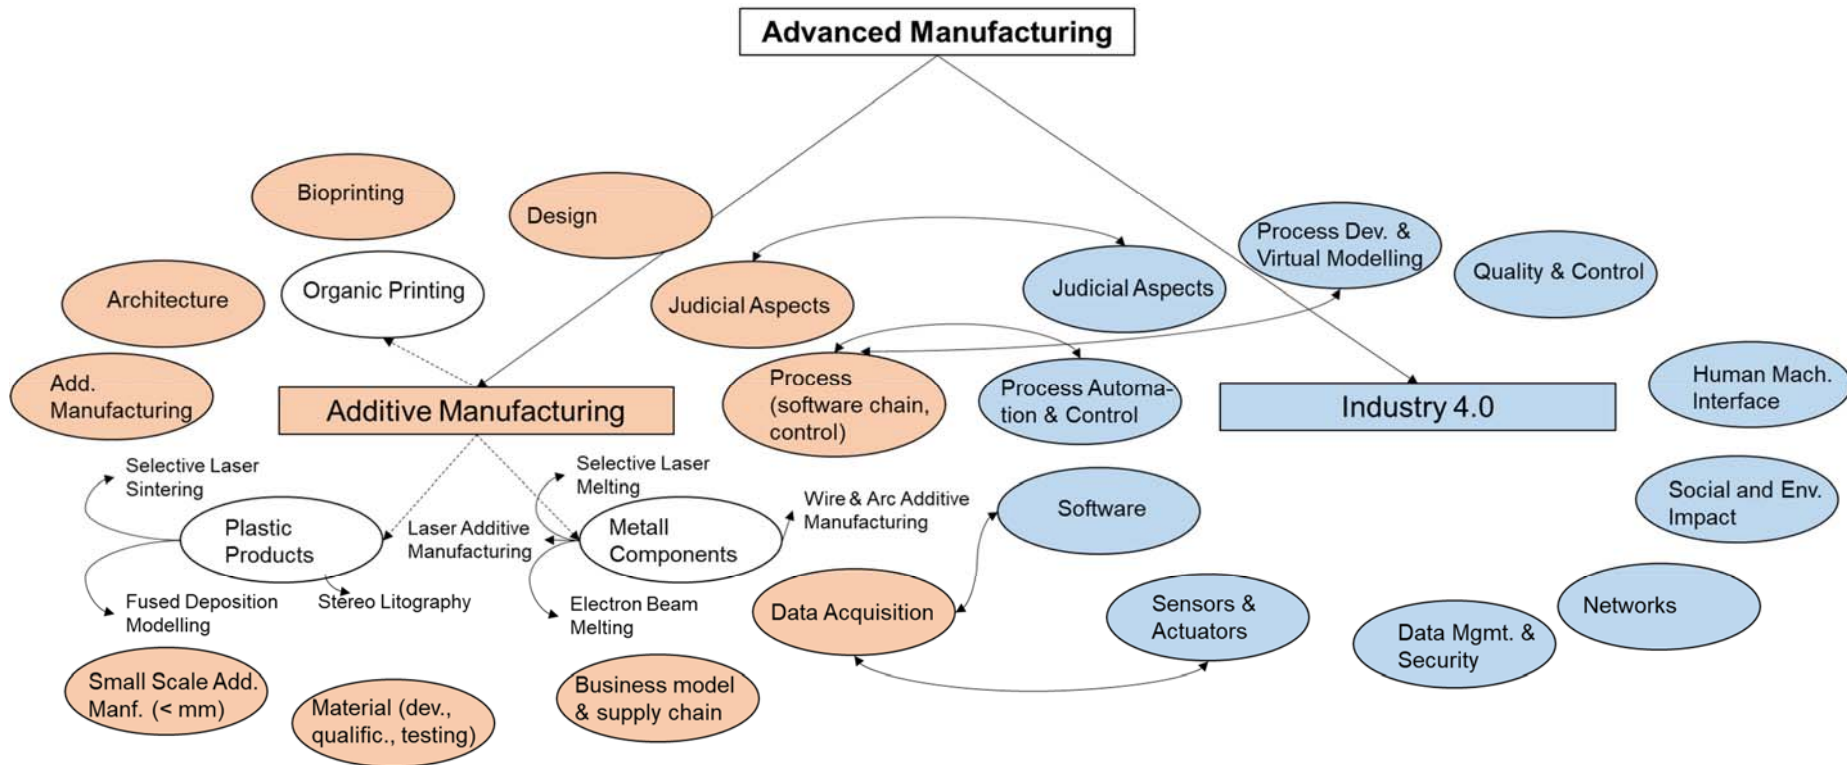 Advanced Manufacturing
Bioprinting
Design
Process Dev. &
Virtual Modelling
Quality & Control
Architecture
Organic Printing
Judicial Aspects
Judicial Aspects
Add.
Manufacturing
Additive Manufacturing
Process
(software chain,
control)
Process Automa-
tion & Control
Industry 4.0
Human Mach.
Interface
Selective Laser
Sintering
Plastic
Products
Fused Deposition
Modelling
Stereo Litography
Laser Additive
Manufacturing
Selective Laser
Melting
Metall
Components
Electron Beam
Melting
Wire & Arc Additive
Manufacturing
Software
Social and Env.
Impact
Data Acquisition
Sensors &
Actuators
Data Mgmt. &
Security
Networks
Small Scale Add.
Manf. (< mm)
Material (dev.,
qualific., testing)
Business model
& supply chain